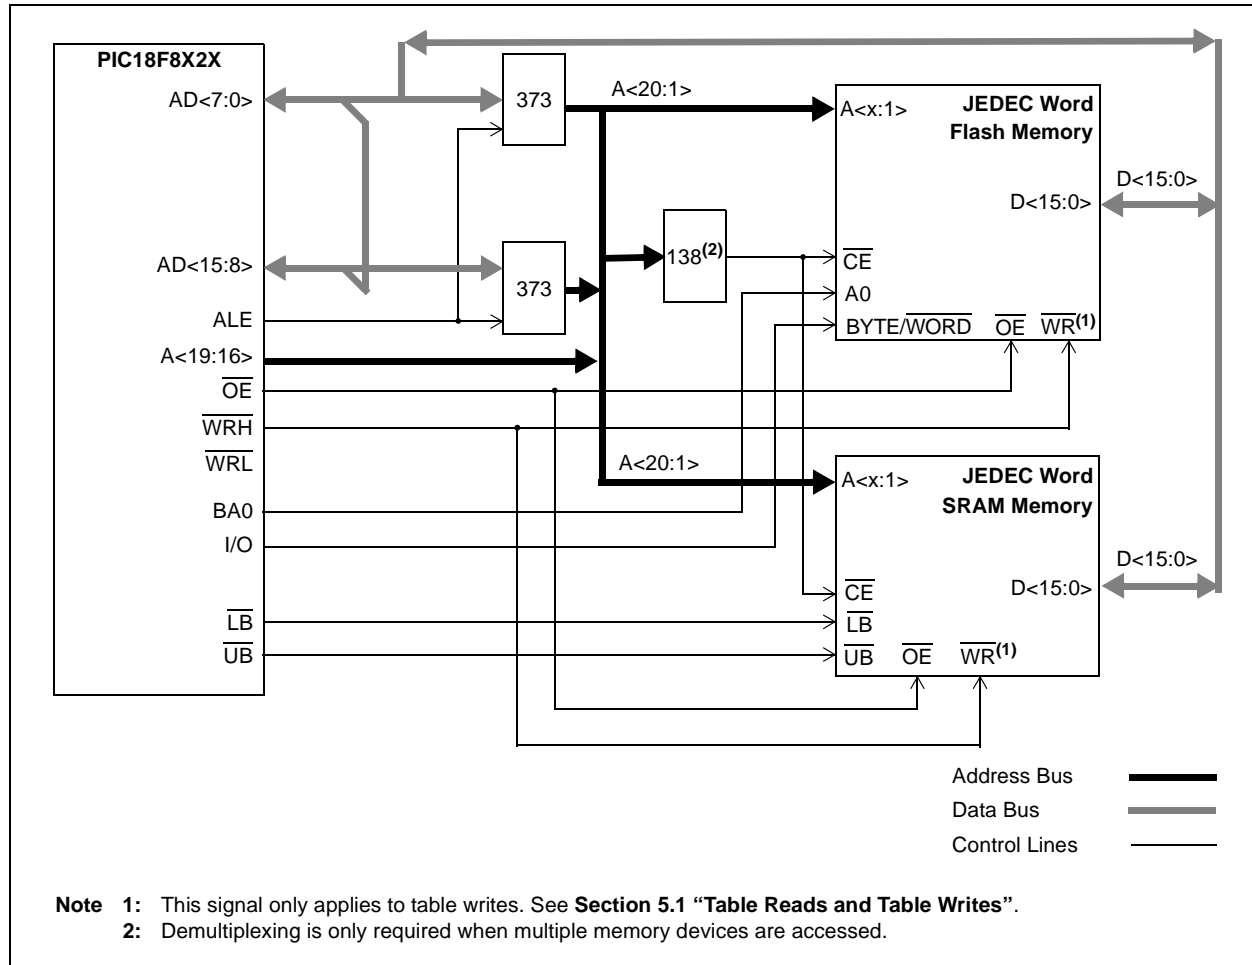 PIC18F8X2X
AD<7:0>
AD<15:8>
ALE
A<19:16>
OE
WRH
WRL
BA0
I/O
LB
UB
373
373
138(2)
A<20:1>
A<20:1>
A<x:1>
JEDEC Word
Flash Memory
D<15:0>
D<15:0>
CE
A0
BYTE/WORD OE WR(1)
A<x:1>
JEDEC Word
SRAM Memory
D<15:0>
D<15:0>
CE
LB
UB OE WR(1)
Address Bus
Data Bus
Control Lines
Note 1: This signal only applies to table writes. See Section 5.1 “Table Reads and Table Writes”.
2: Demultiplexing is only required when multiple memory devices are accessed.